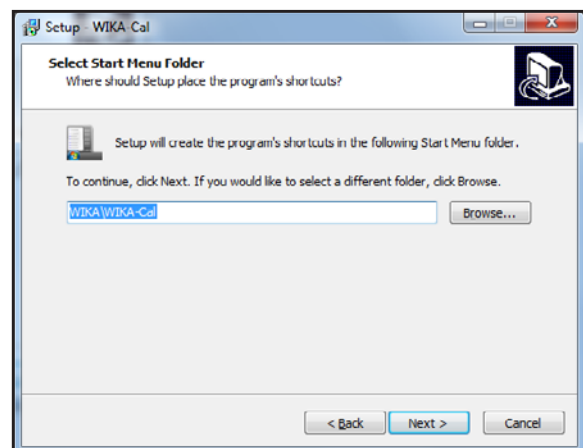 Setup - WIKA-Cal
Select Start Menu Folder
Where should Setup place the program's shortcuts?
Setup will create the program's shortcuts in the following Start Menu folder.
To continue, click Next. If you would like to select a different folder, click Browse.
WIKA\WIKA-Cal
Browse...
< Back
Next >
Cancel